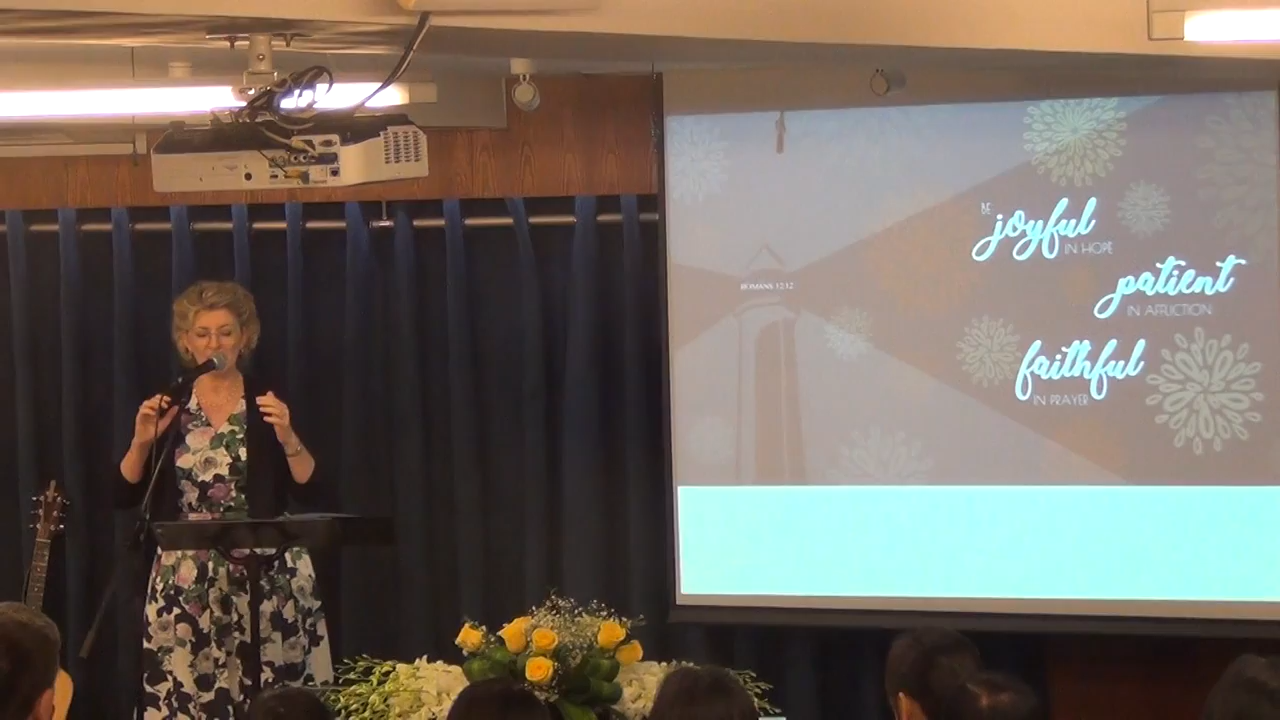 ROMANS 12:12
BE
joyful
IN HOPE
patient
IN AFFLICTION
faithful
IN PRAYER